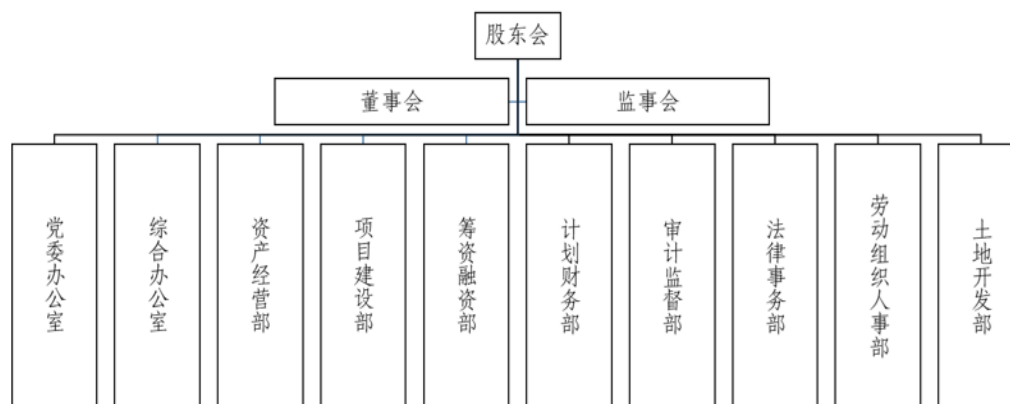 股东会
董事会
监事会
党委办公室
综合办公室
资产经营部
项目建设部
筹资融资部
计划财务部
审计监督部
法律事务部
劳动组织人事部
土地开发部